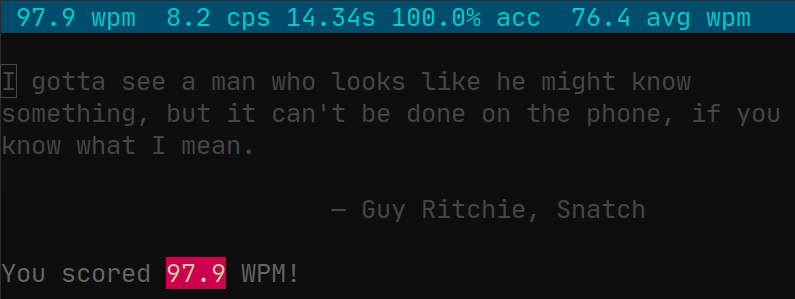 97.9 wpm  8.2 cps 14.34s 100.0% acc  76.4 avg wpm
I gotta see a man who looks like he might know
something, but it can't be done on the phone, if you
know what I mean.
— Guy Ritchie, Snatch
You scored 97.9 WPM!